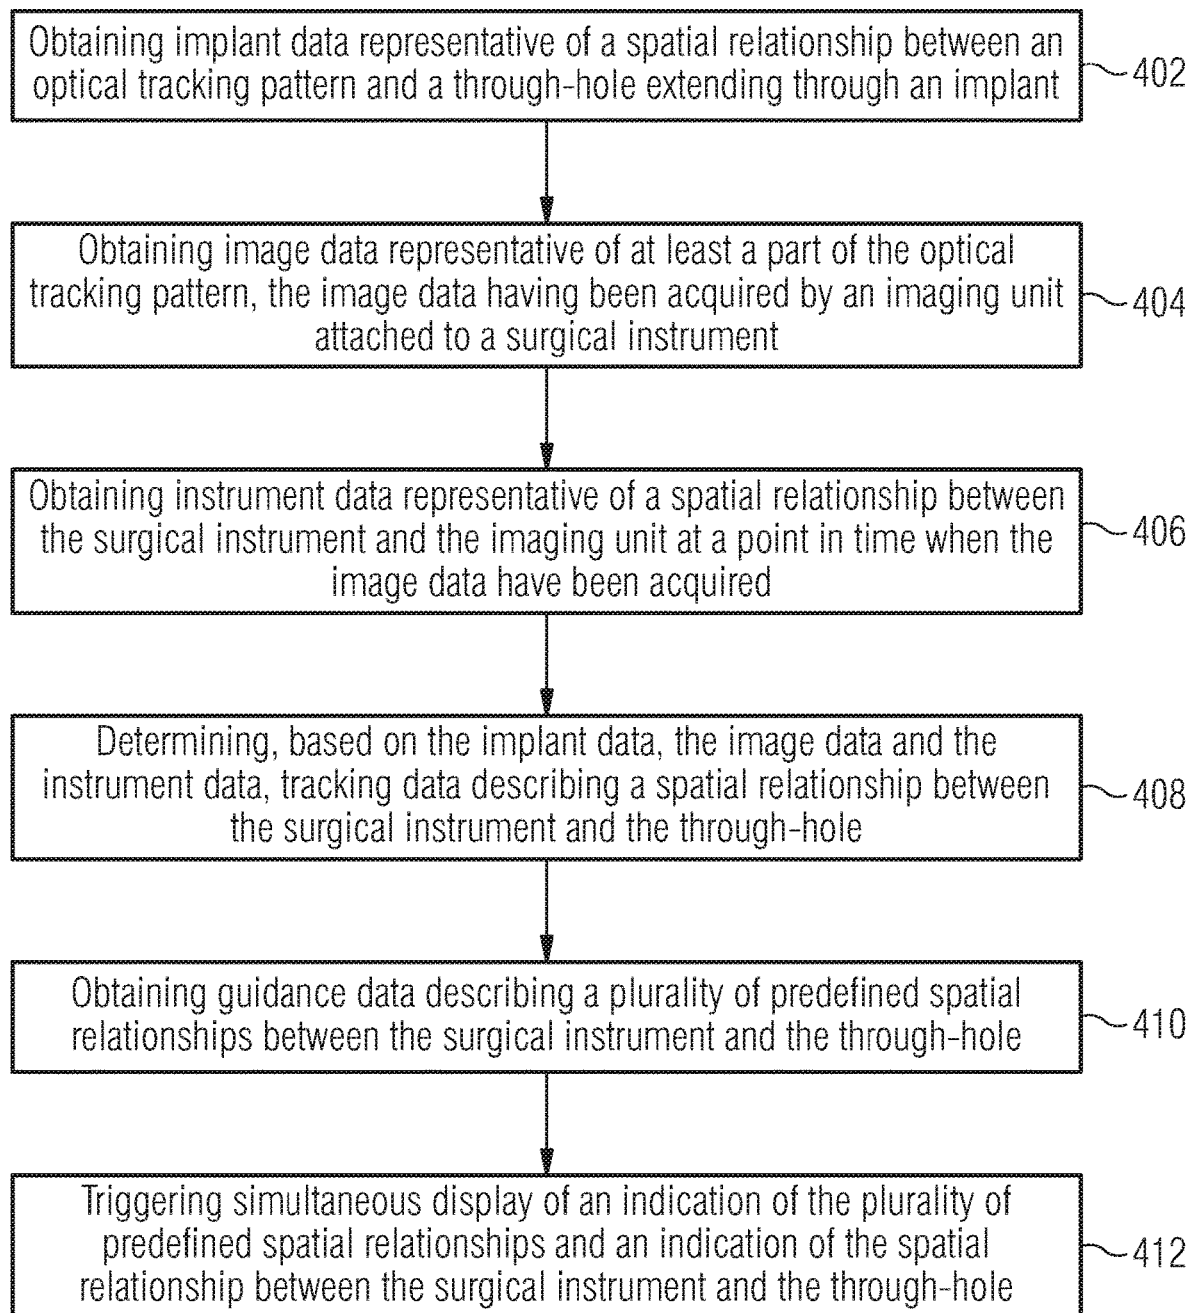 Obtaining implant data representative of a spatial relationship between an
optical tracking pattern and a through-hole extending through an implant
402
Obtaining image data representative of at least a part of the optical
tracking pattern, the image data having been acquired by an imaging unit
attached to a surgical instrument
404
Obtaining instrument data representative of a spatial relationship between
the surgical instrument and the imaging unit at a point in time when the
image data have been acquired
406
Determining, based on the implant data, the image data and the
instrument data, tracking data describing a spatial relationship between
the surgical instrument and the through-hole
408
Obtaining guidance data describing a plurality of predefined spatial
relationships between the surgical instrument and the through-hole
410
Triggering simultaneous display of an indication of the plurality of
predefined spatial relationships and an indication of the spatial
relationship between the surgical instrument and the through-hole
412